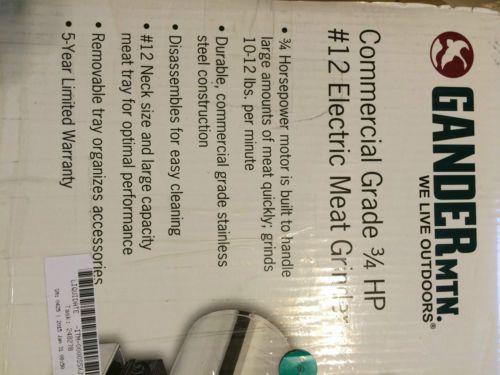 GANDER MTN.®
WE LIVE OUTDOORS®
Commercial Grade ¾ HP
#12 Electric Meat Grinder
• ¾ Horsepower motor is built to handle
large amounts of meat quickly; grinds
10-12 lbs. per minute
• Durable, commercial grade stainless
steel construction
• Disassembles for easy cleaning
• #12 Neck size and large capacity
meat tray for optimal performance
• Removable tray organizes accessories
• 5-Year Limited Warranty
LIQUIDATE